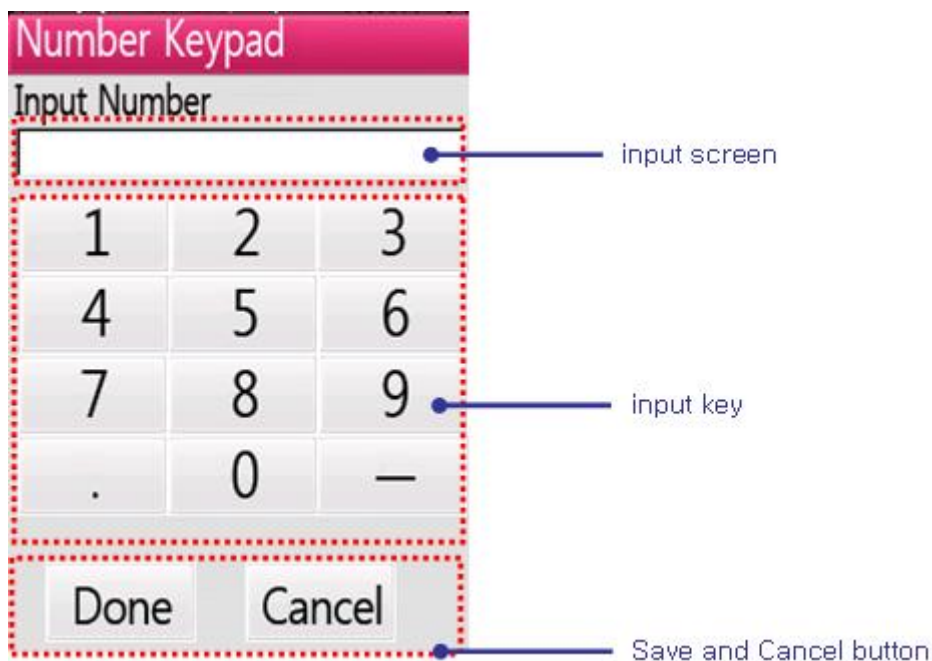 Number Keypad
Input Number
input screen
1 2 3
4 5 6
7 8 9
input key
. 0 –
Done Cancel
Save and Cancel button